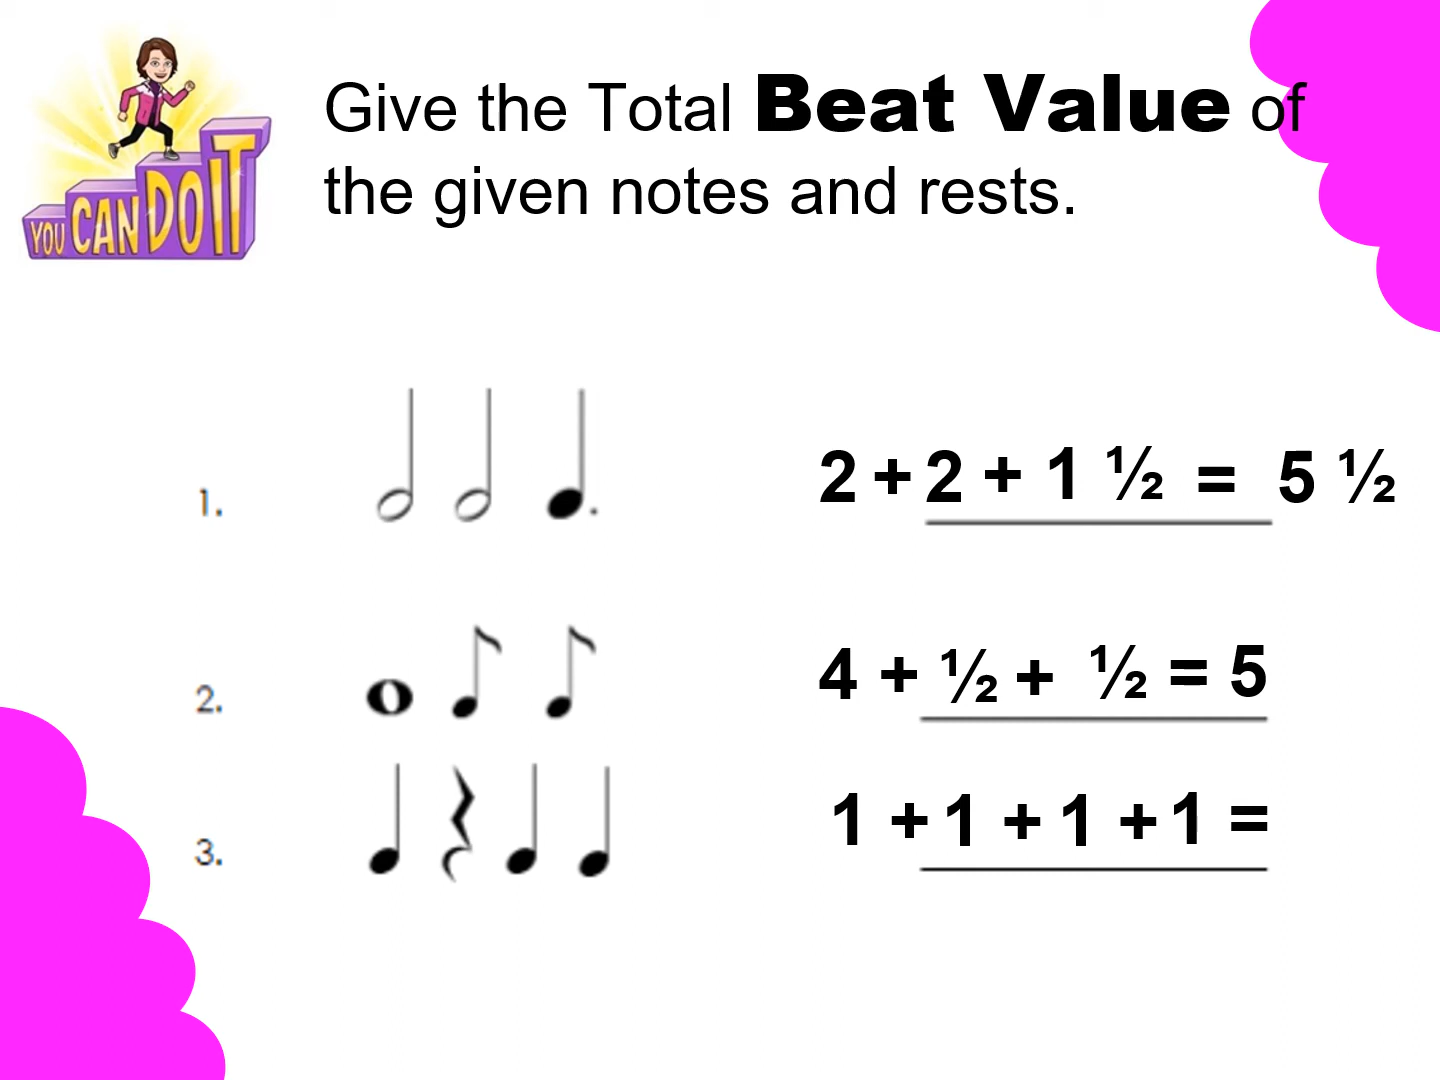 YOU CAN DO IT
Give the Total Beat Value of
the given notes and rests.
1. 2 + 2 + 1 ½ = 5 ½
2. 4 + ½ + ½ = 5
3. 1 + 1 + 1 + 1 =